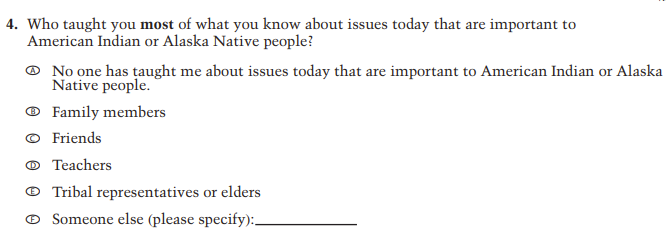 4. Who taught you most of what you know about issues today that are important to
American Indian or Alaska Native people?
Ⓐ No one has taught me about issues today that are important to American Indian or Alaska
Native people.
Ⓑ Family members
Ⓒ Friends
Ⓓ Teachers
Ⓔ Tribal representatives or elders
Ⓕ Someone else (please specify):